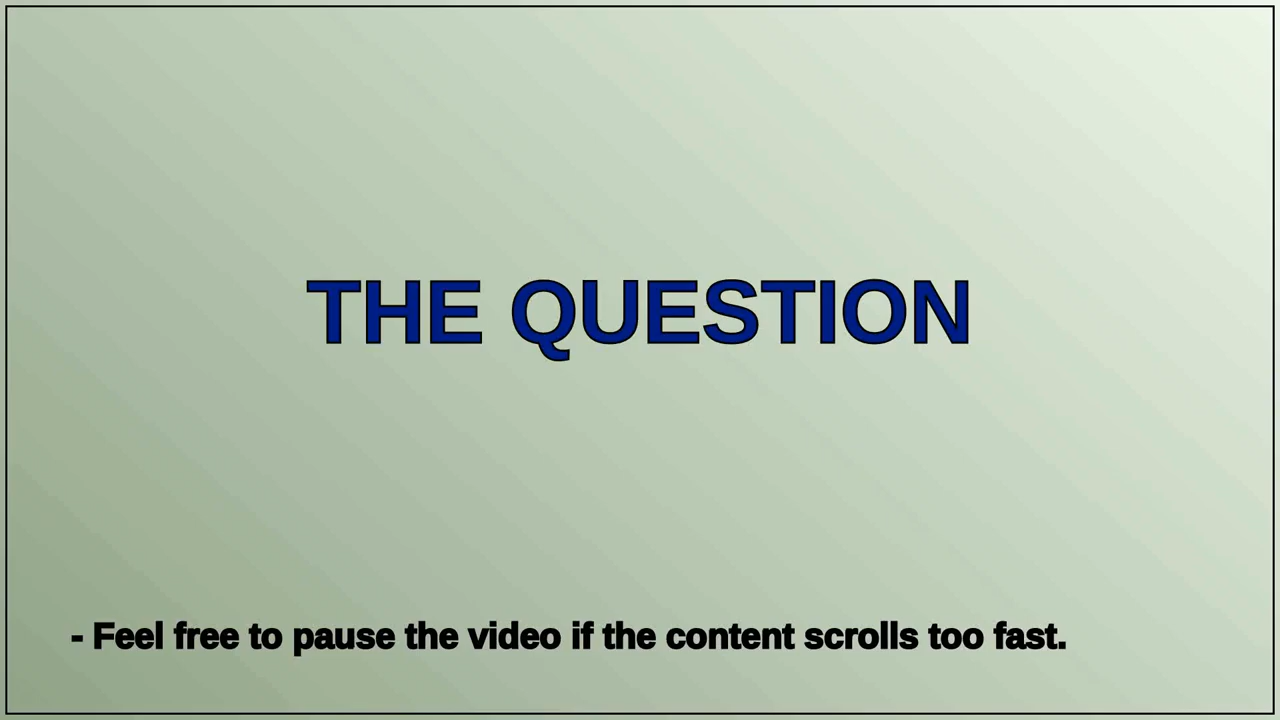 THE QUESTION
- Feel free to pause the video if the content scrolls too fast.